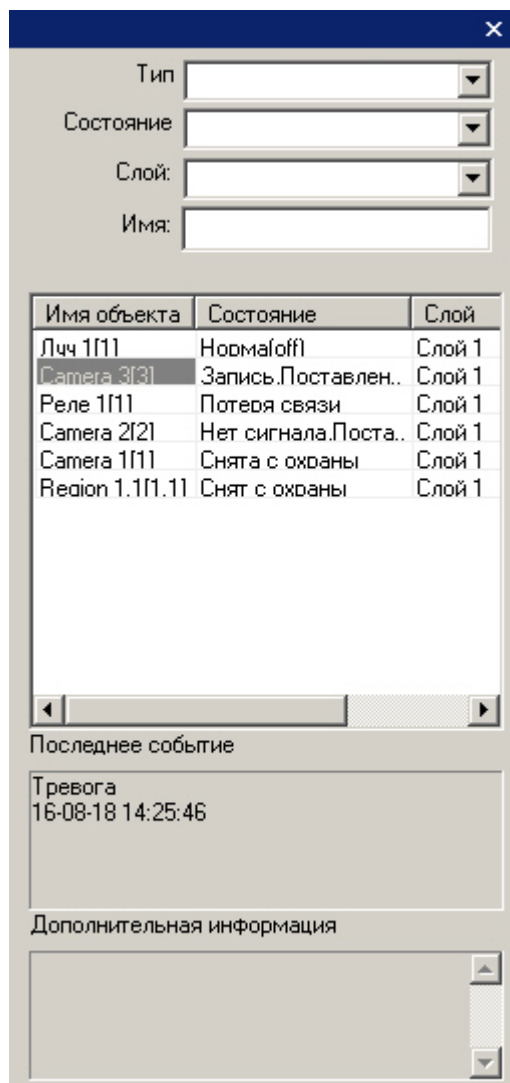 Тип
Состояние
Слой:
Имя:
Имя объекта Состояние Слой
Луч 1[1] Норма[off] Слой 1
Camera 3[3] Запись.Поставлен.. Слой 1
Реле 1[1] Потеря связи Слой 1
Camera 2[2] Нет сигнала.Поста.. Слой 1
Camera 1[1] Снята с охраны Слой 1
Region 1.1[1.1] Снят с охраны Слой 1
Последнее событие
Тревога
16-08-18 14:25:46
Дополнительная информация